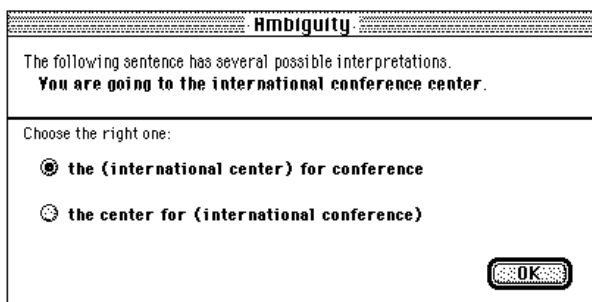 Ambiguity
The following sentence has several possible interpretations.
You are going to the international conference center.
Choose the right one:
the (international center) for conference
the center for (international conference)
OK